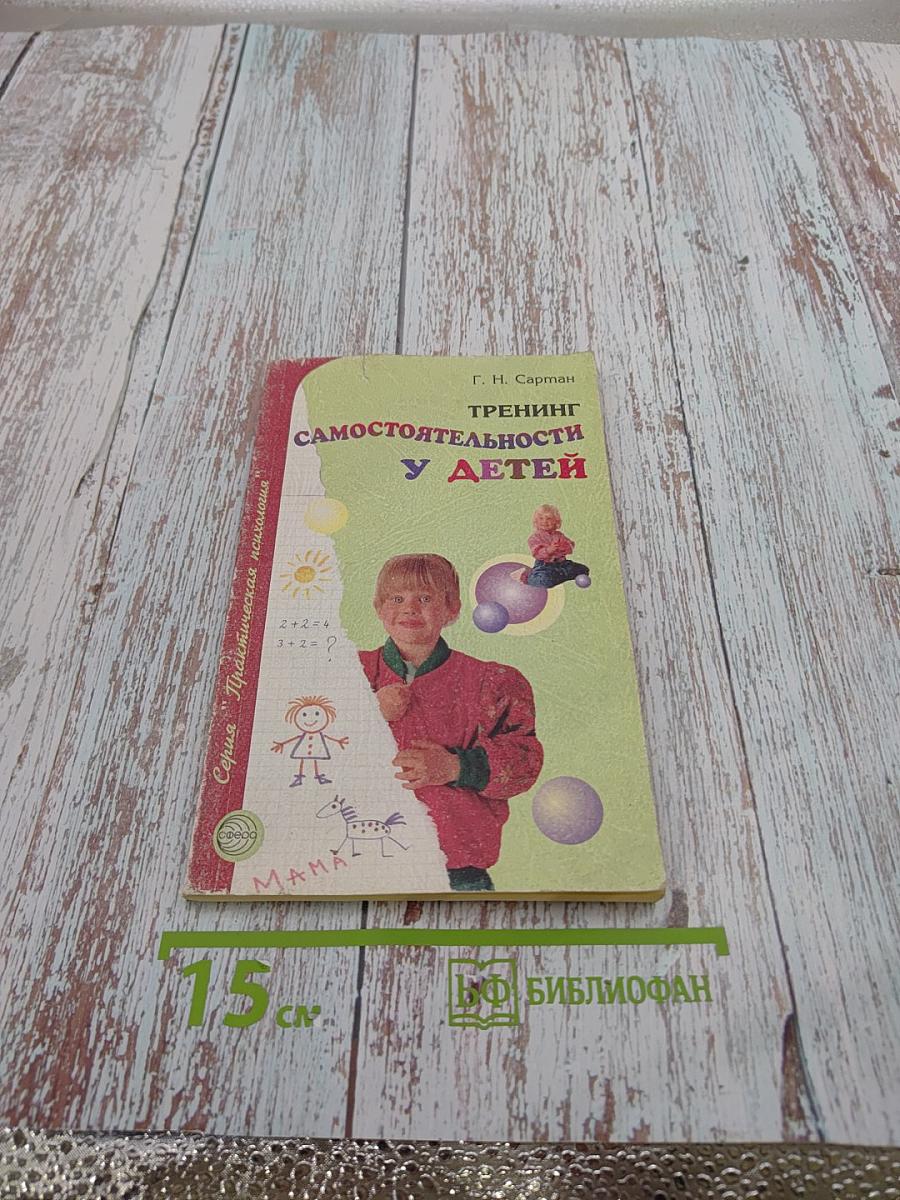 Г. Н. Сартан
ТРЕНИНГ
САМОСТОЯТЕЛЬНОСТИ
У ДЕТЕЙ
Серия "Практическая психология"
2+2=4
3+2= ?
сфера
МАМА
15 см
БФ БИБЛИОФАН